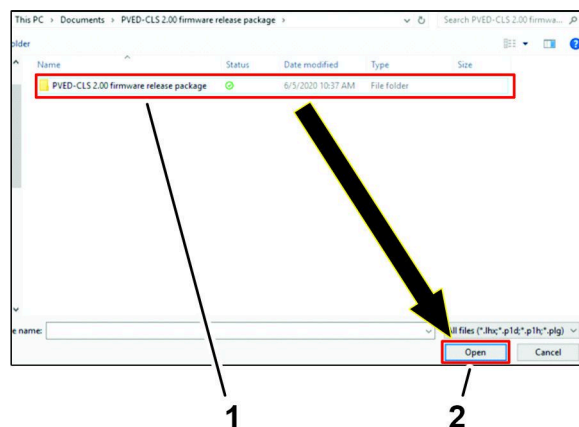 This PC > Documents > PVED-CLS 2.00 firmware release package >
Search PVED-CLS 2.00 firmwa...
older
Name Status Date modified Type Size
PVED-CLS 2.00 firmware release package 6/5/2020 10:37 AM File folder
e name: All files (*.lhx;*.p1d;*.p1h;*.plg)
Open Cancel
1 2